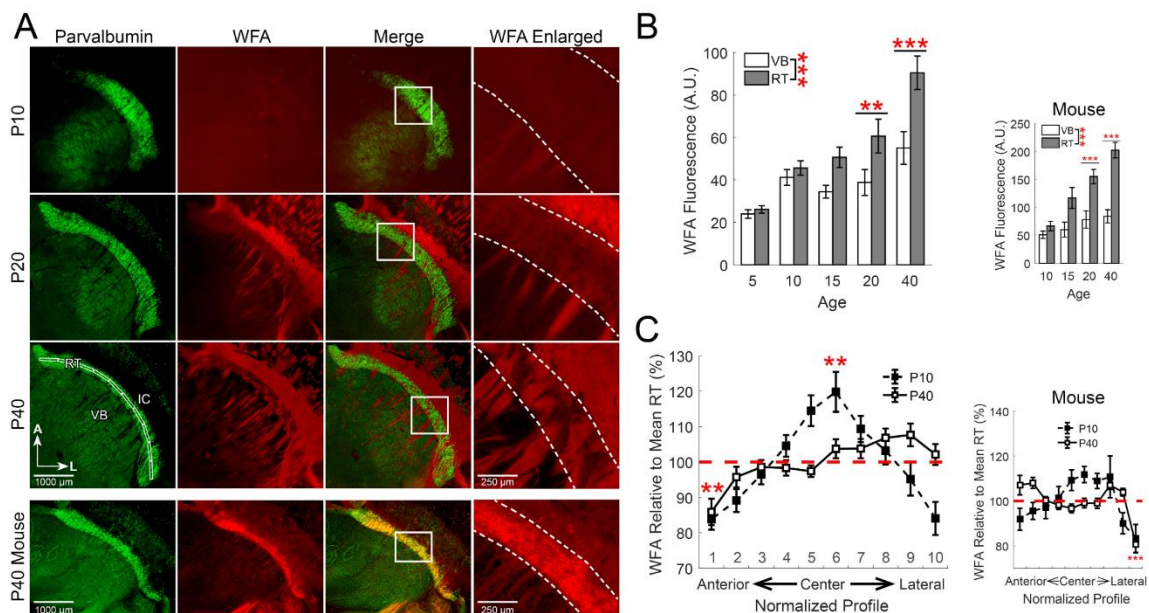 A
Parvalbumin WFA Merge WFA Enlarged
P10
P20
P40
RT
IC
VB
A
L
1000 µm
250 µm
P40 Mouse
1000 µm
250 µm
B
WFA Fluorescence (A.U.)
100
80
60
40
20
0
VB
RT
***
**
***
5 10 15 20 40
Age
Mouse
WFA Fluorescence (A.U.)
250
200
150
100
50
0
VB
RT
***
***
***
10 15 20 40
Age
C
WFA Relative to Mean RT (%)
130
120
110
100
90
80
70
**
**
P10
P40
1 2 3 4 5 6 7 8 9 10
Anterior Center Lateral
Normalized Profile
Mouse
WFA Relative to Mean RT (%)
140
120
100
80
P10
P40
***
Anterior Center Lateral
Normalized Profile